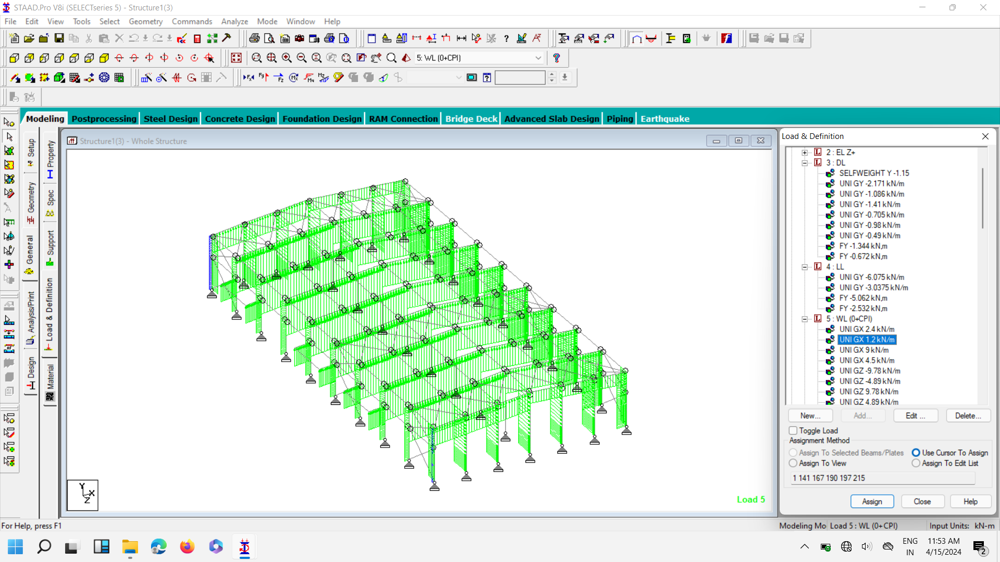 STAAD.Pro V8i (SELECTseries 5) - Structure1(3)
File Edit View Tools Select Geometry Commands Analyze Mode Window Help
5: WL (0+CPI)
Modeling Postprocessing Steel Design Concrete Design Foundation Design RAM Connection Bridge Deck Advanced Slab Design Piping Earthquake
Setup
Geometry
General
Analysis/Print
Design
Property
Spec
Support
Load & Definition
Material
Structure1(3) - Whole Structure
Y
X
Z
Load 5
Load & Definition
2 : EL Z+
3 : DL
SELFWEIGHT Y -1.15
UNI GY -2.171 kN/m
UNI GY -1.086 kN/m
UNI GY -1.41 kN/m
UNI GY -0.705 kN/m
UNI GY -0.98 kN/m
UNI GY -0.49 kN/m
FY -1.344 kN,m
FY -0.672 kN,m
4 : LL
UNI GY -6.075 kN/m
UNI GY -3.0375 kN/m
FY -5.062 kN,m
FY -2.532 kN,m
5 : WL (0+CPI)
UNI GX 2.4 kN/m
UNI GX 1.2 kN/m
UNI GX 9 kN/m
UNI GX 4.5 kN/m
UNI GZ -9.78 kN/m
UNI GZ -4.89 kN/m
UNI GZ 9.78 kN/m
UNI GZ 4.89 kN/m
New... Add... Edit ... Delete...
Toggle Load
Assignment Method
Assign To Selected Beams/Plates Use Cursor To Assign
Assign To View Assign To Edit List
1 141 167 190 197 215
Assign Close Help
For Help, press F1
Modeling Mo Load 5 : WL (0+CPI) Input Units: kN-m
ENG
IN
11:53 AM
4/15/2024
2